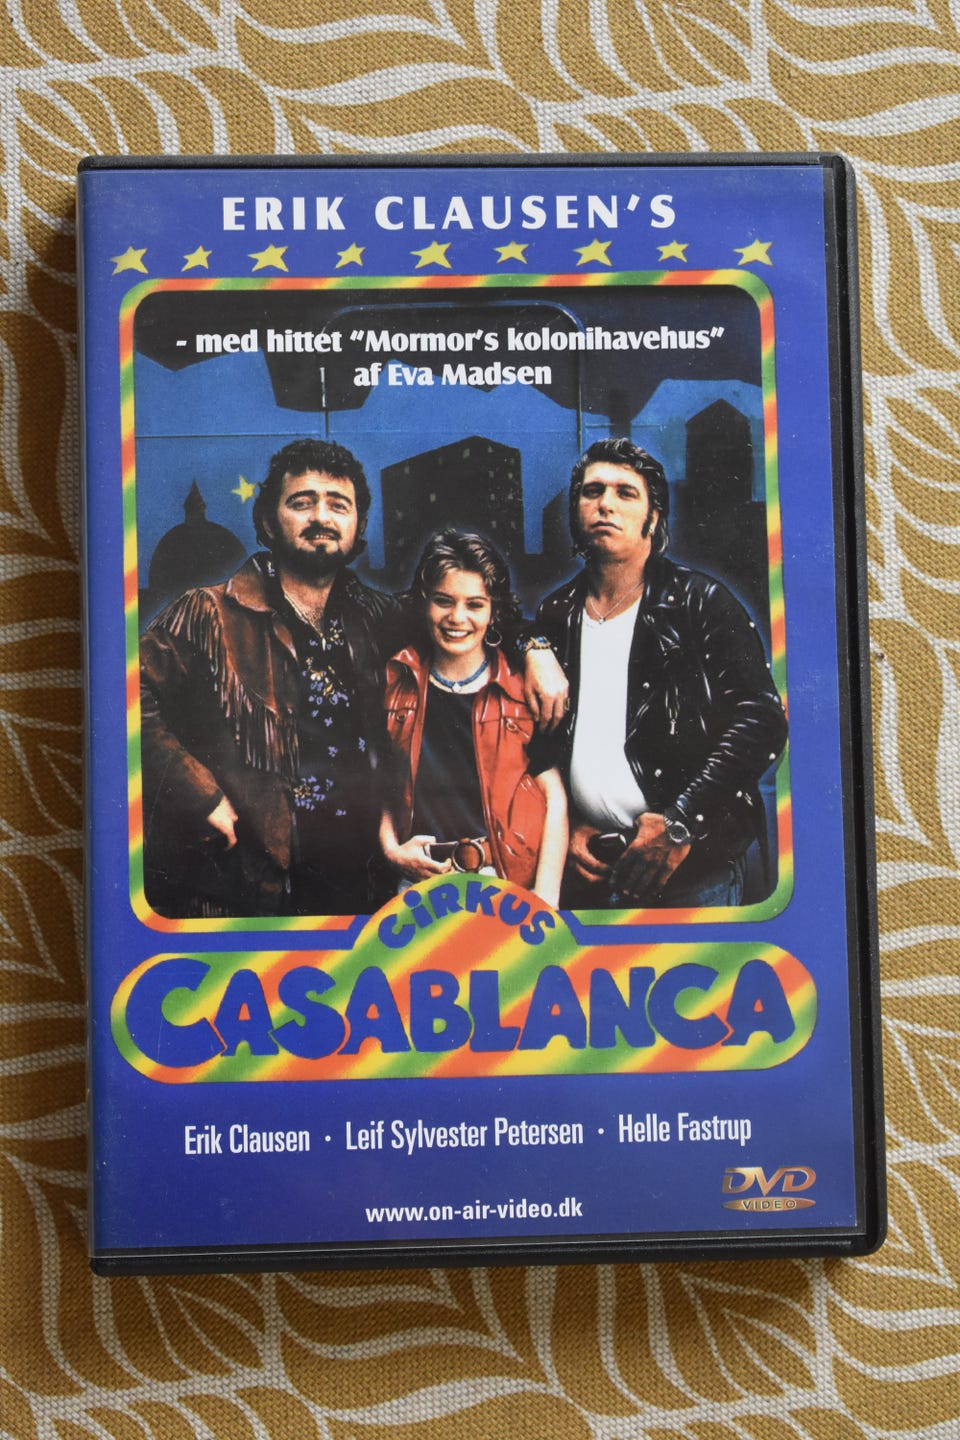 ERIK CLAUSEN'S
- med hittet "Mormor's kolonihavehus"
af Eva Madsen
CiRKUS
CASABLANCA
Erik Clausen · Leif Sylvester Petersen · Helle Fastrup
DVD
VIDEO
www.on-air-video.dk